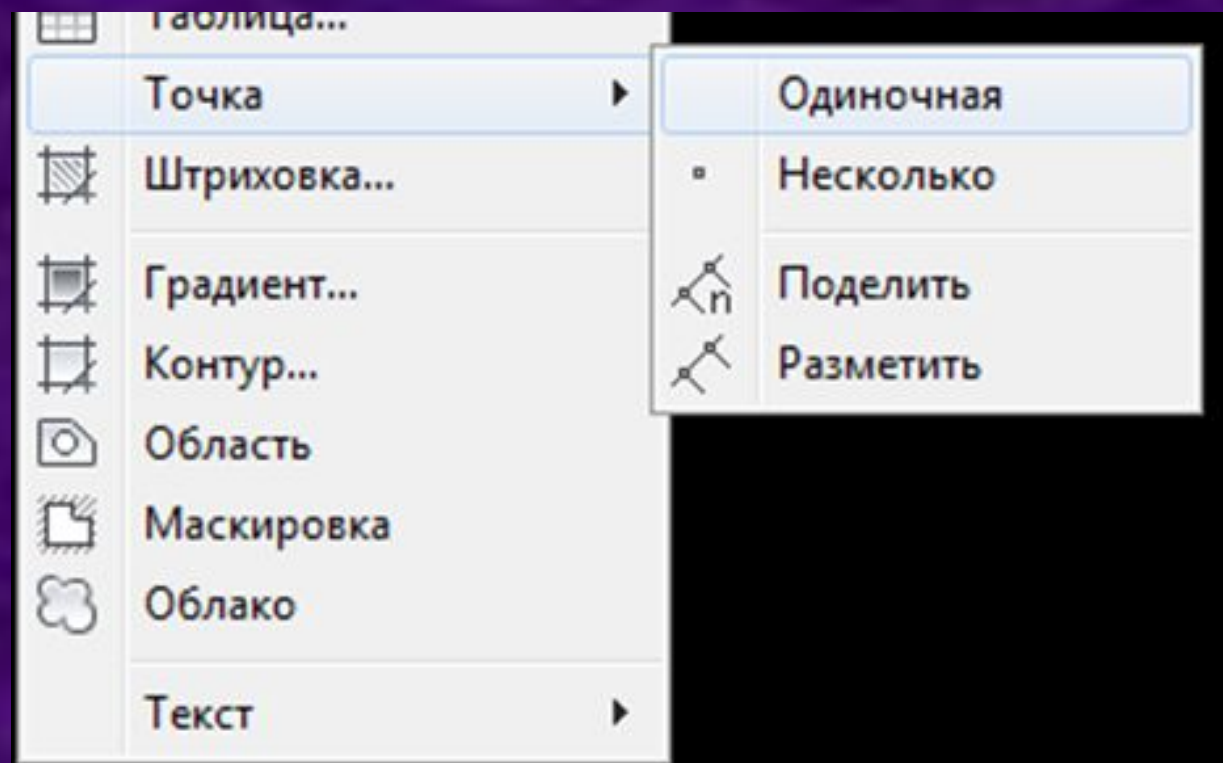 Таблица...
Точка
Штриховка...
Градиент...
Контур...
Область
Маскировка
Облако
Текст
Одиночная
Несколько
Поделить
Разметить